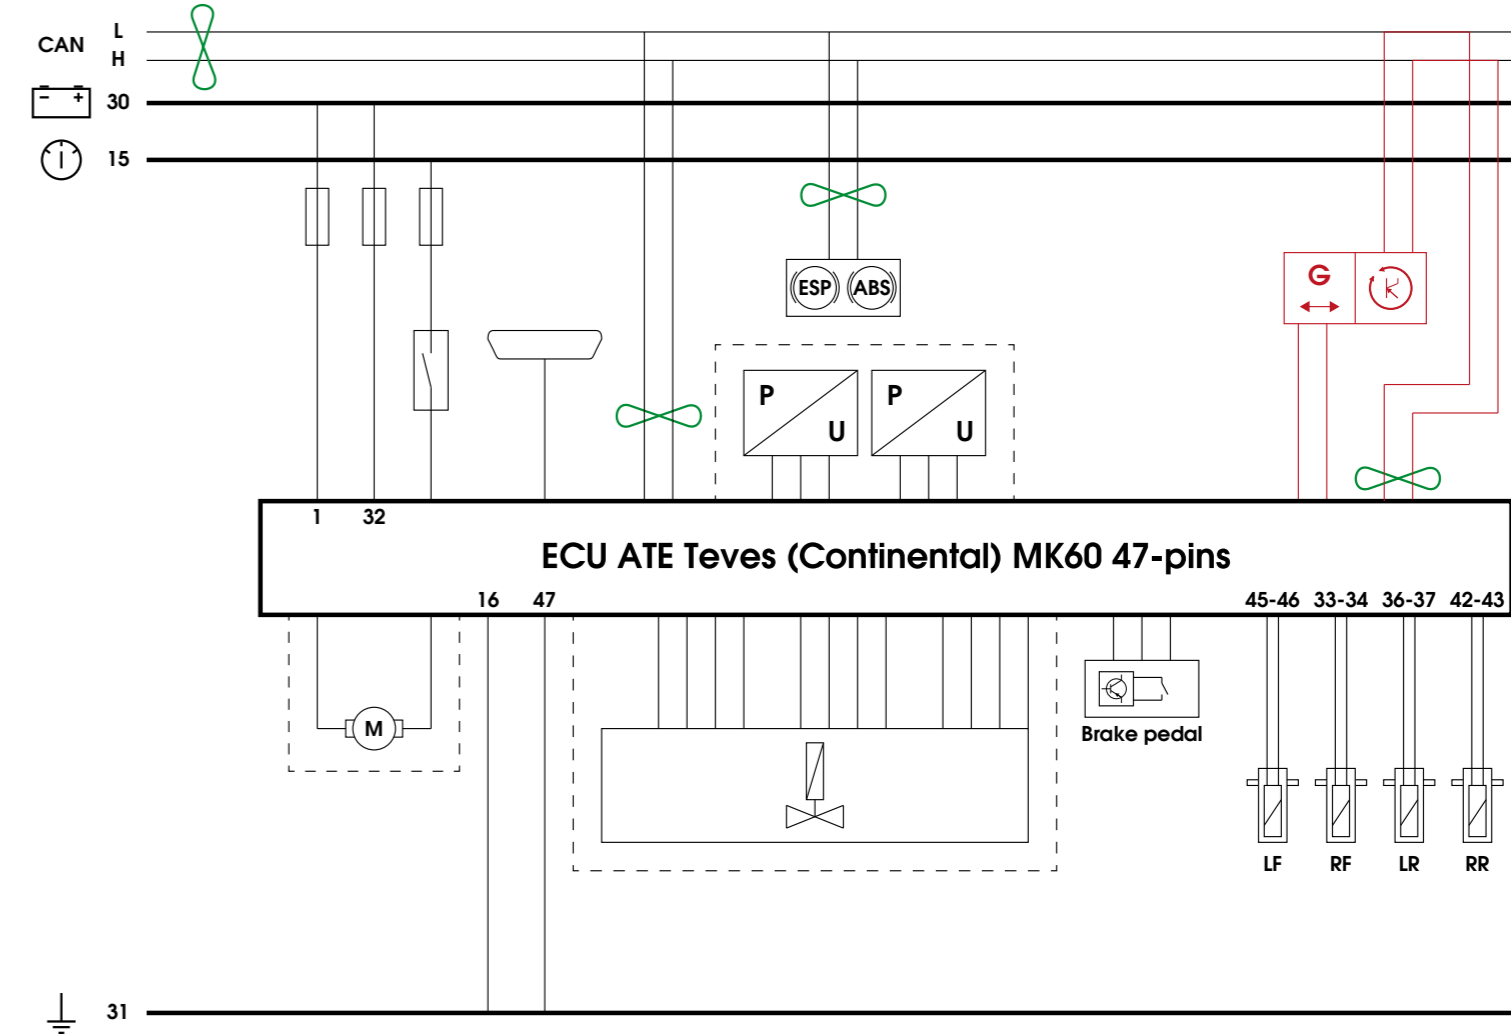 CAN L
H
- + 30
15
ESP ABS
G
P U P U
1 32
ECU ATE Teves (Continental) MK60 47-pins
16 47 45-46 33-34 36-37 42-43
M
Brake pedal
LF RF LR RR
31